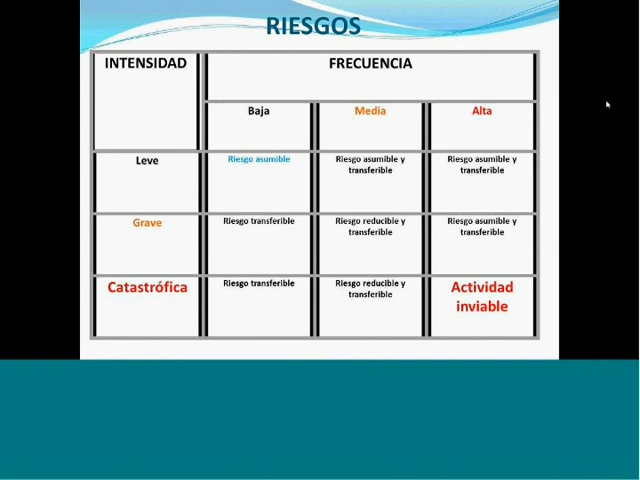 RIESGOS
INTENSIDAD
FRECUENCIA
Baja
Media
Alta
Leve
Riesgo asumible
Riesgo asumible y
transferible
Riesgo asumible y
transferible
Grave
Riesgo transferible
Riesgo reducible y
transferible
Riesgo asumible y
transferible
Catastrófica
Riesgo transferible
Riesgo reducible y
transferible
Actividad
inviable